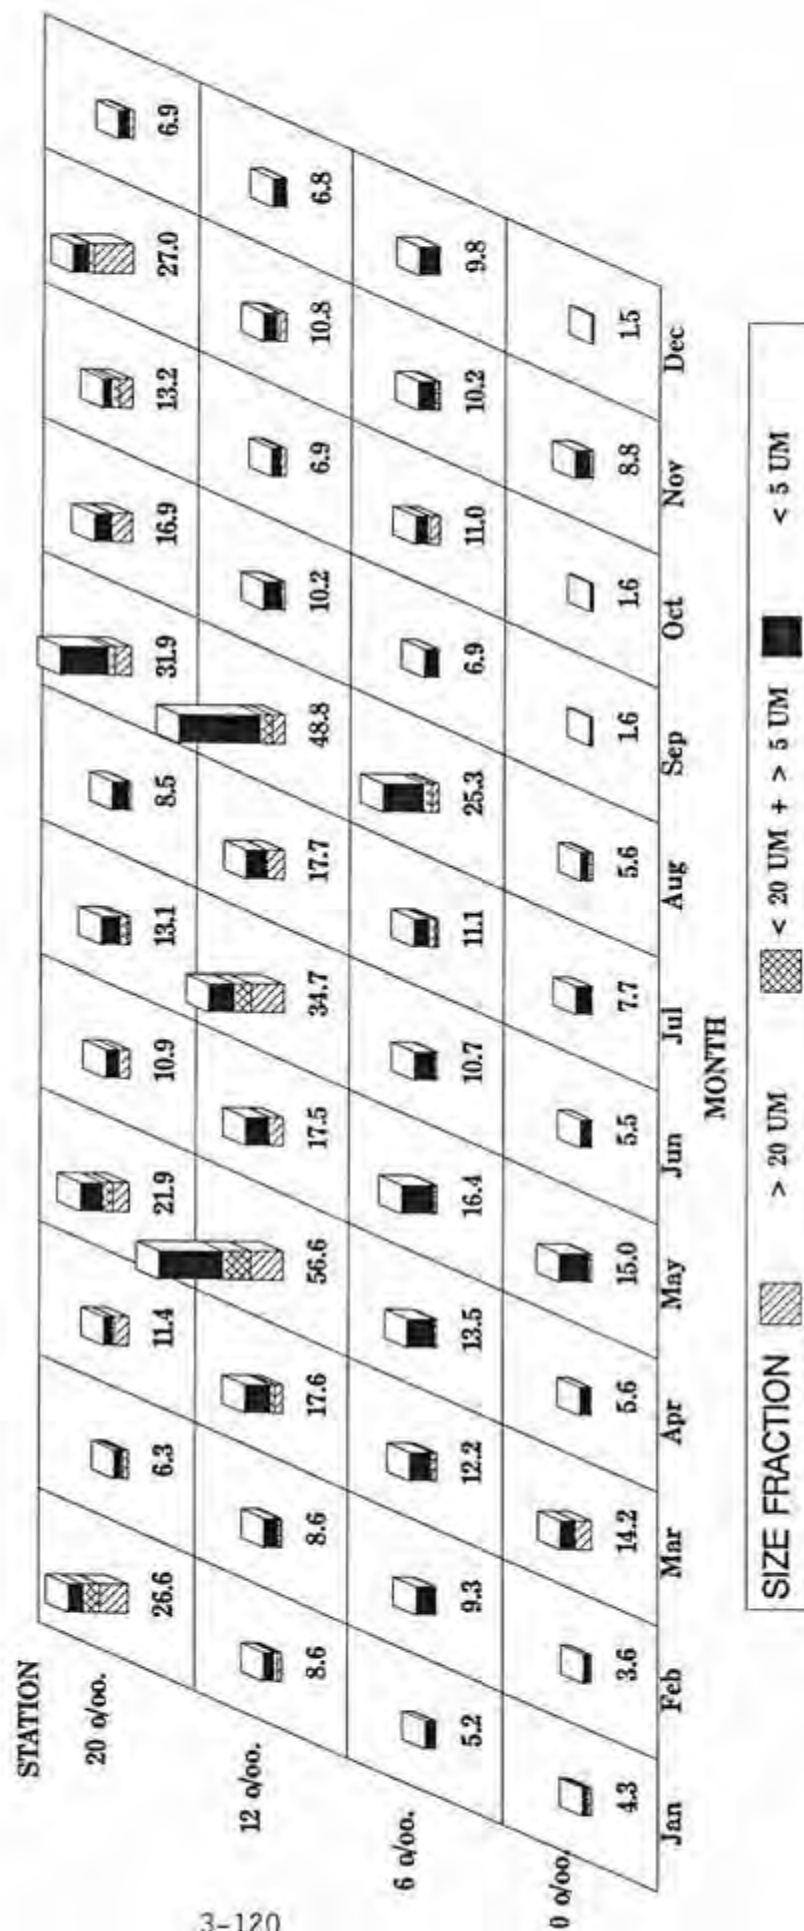 STATION
20 o/oo.
26.6 6.3 11.4 21.9 10.9 13.1 8.5 31.9 16.9 13.2 27.0 6.9
12 o/oo.
8.6 8.6 17.6 56.6 17.5 34.7 17.7 48.8 10.2 6.9 10.8 6.8
6 o/oo.
5.2 9.3 12.2 13.5 16.4 10.7 11.1 25.3 6.9 11.0 10.2 9.8
0 o/oo.
4.3 3.6 14.2 5.6 15.0 5.5 7.7 5.6 1.6 1.6 8.8 1.5
Jan Feb Mar Apr May Jun Jul Aug Sep Oct Nov Dec
MONTH
SIZE FRACTION > 20 UM < 20 UM + > 5 UM < 5 UM
3-120